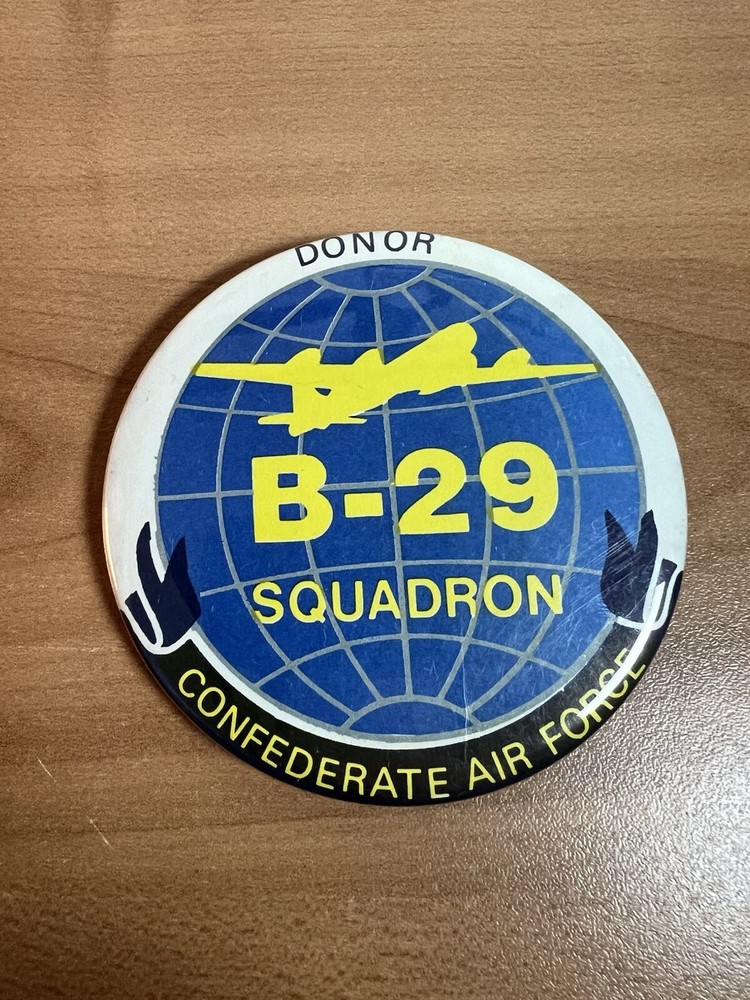 DONOR
B-29
SQUADRON
CONFEDERATE AIR FORCE